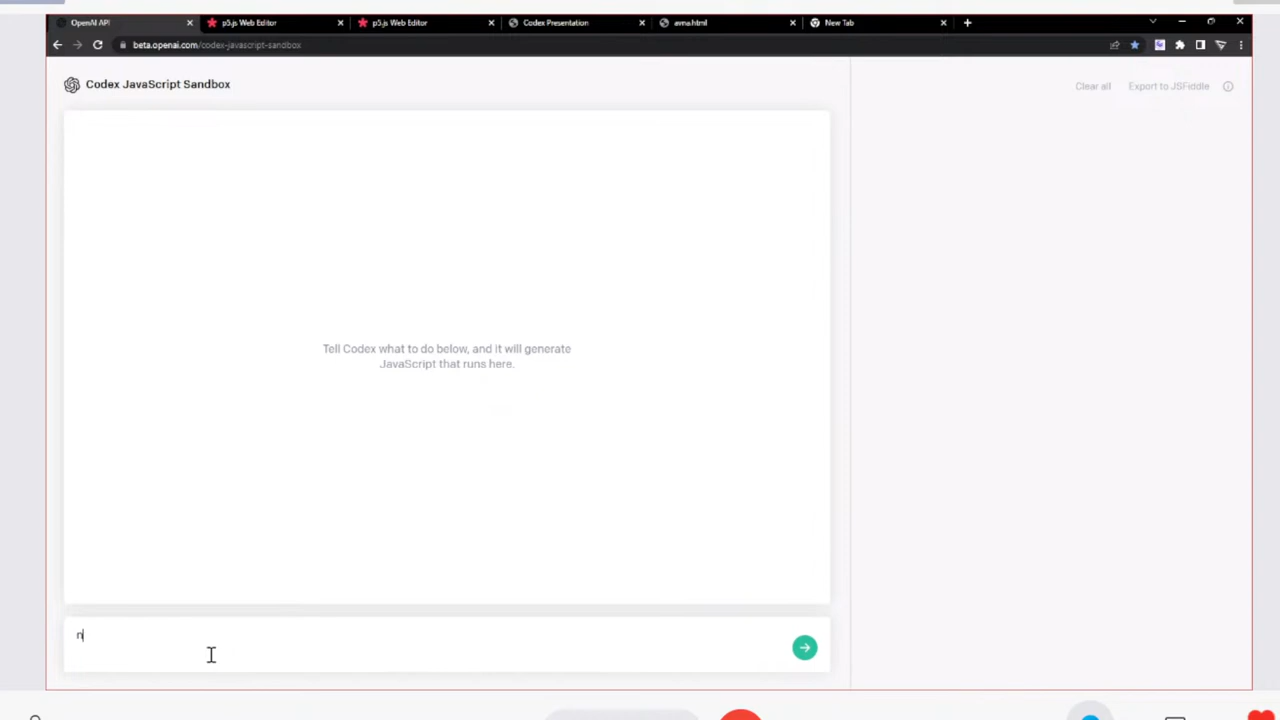 OpenAI API
p5.js Web Editor
p5.js Web Editor
Codex Presentation
avna.html
New Tab
beta.openai.com/codex-javascript-sandbox
Codex JavaScript Sandbox
Clear all
Export to JSFiddle
Tell Codex what to do below, and it will generate
JavaScript that runs here.
n